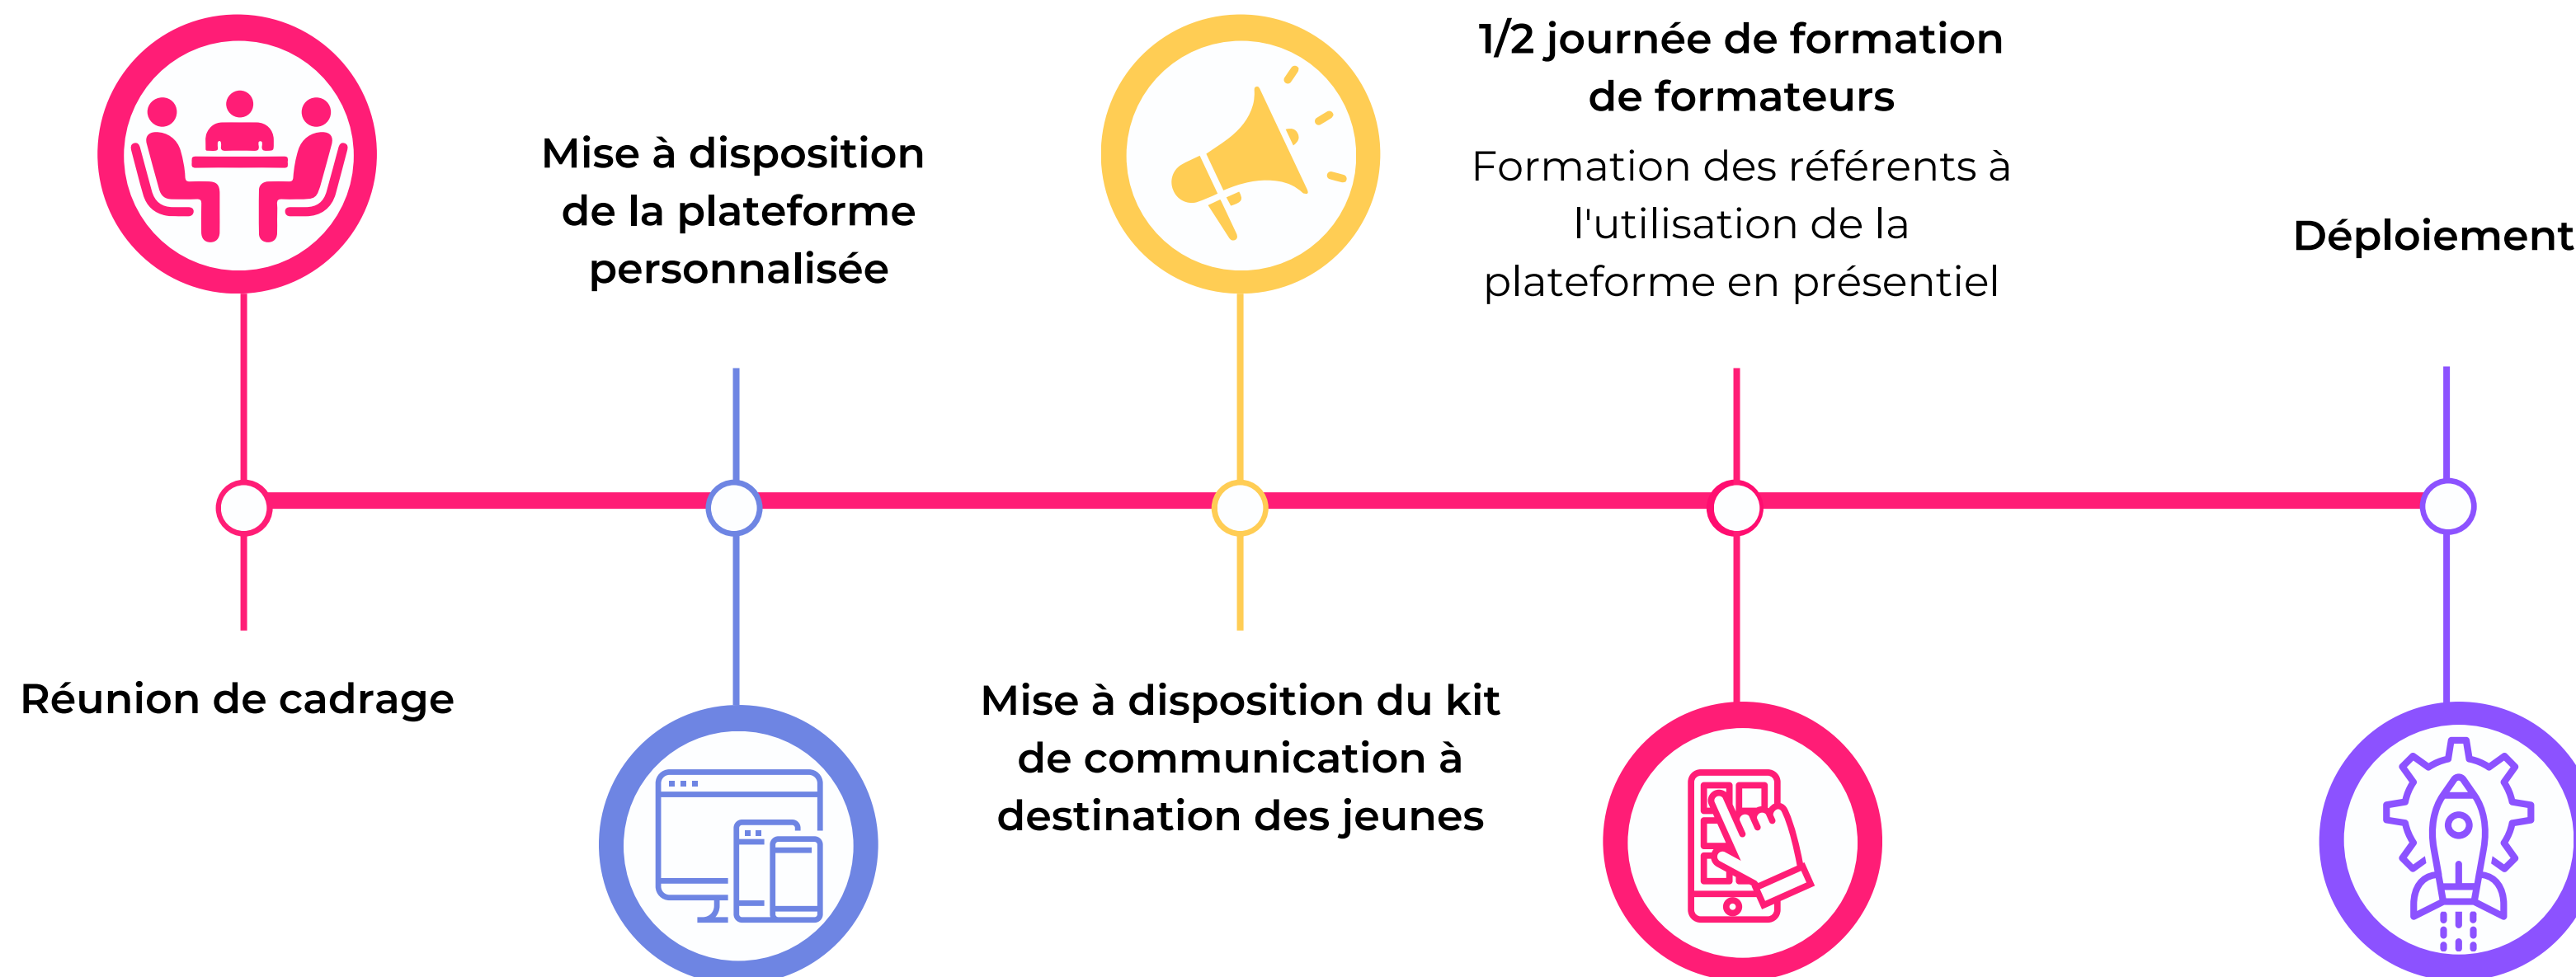 Réunion de cadrage
Mise à disposition
de la plateforme
personnalisée
Mise à disposition du kit
de communication à
destination des jeunes
1/2 journée de formation
de formateurs
Formation des référents à
l'utilisation de la
plateforme en présentiel
Déploiement